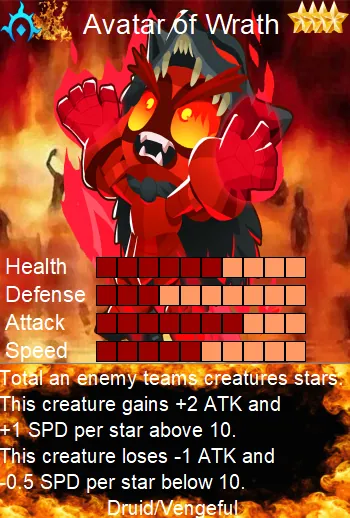 Avatar of Wrath
Health
Defense
Attack
Speed
Total an enemy teams creatures stars.
This creature gains +2 ATK and
+1 SPD per star above 10.
This creature loses -1 ATK and
-0.5 SPD per star below 10.
Druid/Vengeful